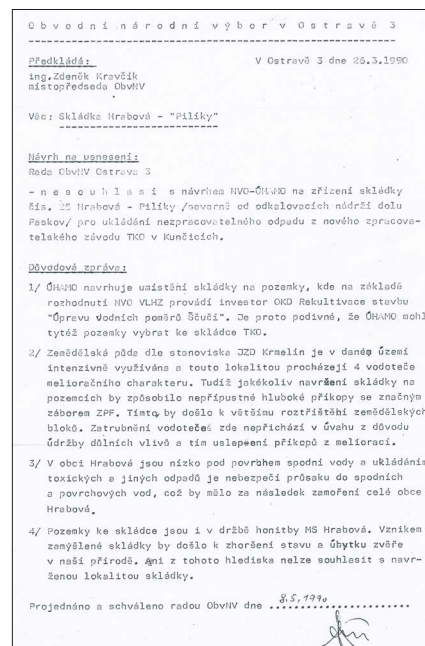 Obvodní národní výbor v Ostravě 3
Předkládá: V Ostravě 3 dne 26.3.1990
ing.Zdeněk Kravčík
místopředseda ObvNV
Věc: Skládka Hrabová - "Pilíky"
Návrh na usnesení:
Rada ObvNV Ostrava 3
- nesouhlasí s návrhem NVO-ÚHAMO na zřízení skládky
čís. 25 Hrabová - Pilíky /severně od odkalovacích nádrží dolu
Paskov/ pro ukládání nezpracovatelného odpadu z nového zpracova-
telského závodu TKO v Kunčicích.
Důvodová zpráva:
1/ ÚHAMO navrhuje umístění skládky na pozemky, kde na základě
rozhodnutí NVO VLHZ provádí investor OKD Rekultivace stavbu
"Úpravu vodních poměrů Ščučí". Je proto podivné, že ÚHAMO mohl
tytéž pozemky vybrat ke skládce TKO.
2/ Zemědělská půda dle stanoviska JZD Krmelín je v daném území
intenzivně využívána a touto lokalitou procházejí 4 vodoteče
melioračního charakteru. Tudíž jakékoliv navršení skládky na
pozemcích by způsobilo nepřípustné hluboké příkopy se značným
záborem ZPF. Tímto by došlo k většímu roztříštění zemědělských
bloků. Zatrubnění vodoteče zde nepřichází v úvahu z důvodu
údržby důlních vlivů a tím uslepení příkopů z meliorací.
3/ V obci Hrabová jsou nízko pod povrchem spodní vody a ukládáním
toxických a jiných odpadů je nebezpečí průsaku do spodních
a povrchových vod, což by mělo za následek zamoření celé obce
Hrabová.
4/ Pozemky ke skládce jsou i v držbě honitby MS Hrabová. Vznikem
zamýšlené skládky by došlo k zhoršení stavu a úbytku zvěře
v naší přírodě. Ani z tohoto hlediska nelze souhlasit s navr-
ženou lokalitou skládky.
Projednáno a schváleno radou ObvNV dne 8.5.1990